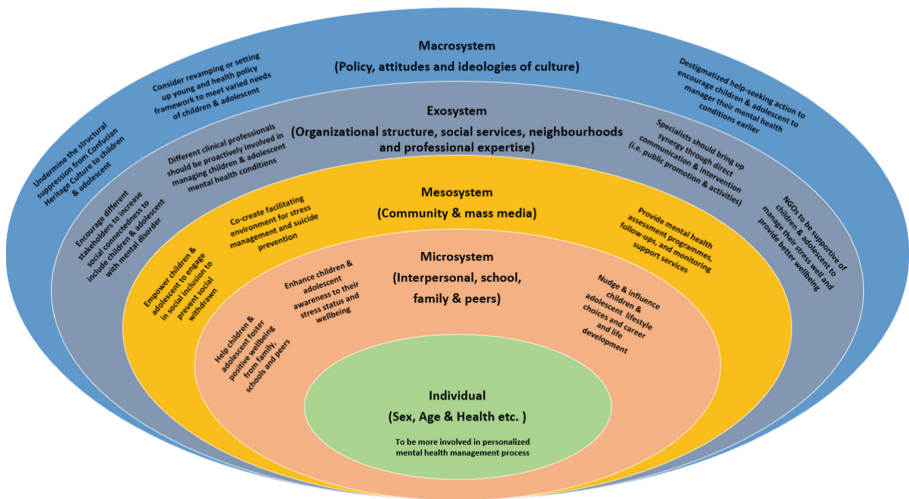 Macrosystem
(Policy, attitudes and ideologies of culture)
Undermine the structural
suppression from Confucian
Heritage Culture to children
& adolescent
Consider revamping or setting
up young and health policy
framework to meet varied needs
of children & adolescent
Destigmatized help-seeking action to
encourage children & adolescent to
manager their mental health
conditions earlier
Exosystem
(Organizational structure, social services, neighbourhoods
and professional expertise)
Encourage different
stakeholders to increase
social connectedness to
include children & adolescent
with mental disorder
Different clinical professionals
should be proactively involved in
managing children & adolescent
mental health conditions
Specialists should bring up
synergy through direct
communication & intervention
(i.e. public promotion & activities)
NGOs to be supportive of
children & adolescent to
manage their stress well and
provide better wellbeing
Mesosystem
(Community & mass media)
Empower children &
adolescent to engage
in social inclusion to
prevent social
withdrawn
Co-create facilitating
environment for stress
management and suicide
prevention
Provide mental health
assessment programmes,
follow-ups, and monitoring
support services
Microsystem
(Interpersonal, school,
family & peers)
Help children &
adolescent foster
positive wellbeing
from family,
schools and peers
Enhance children &
adolescent
awareness to their
stress status and
wellbeing
Nudge & influence
children &
adolescent lifestyle
choices and career
and life
development
Individual
(Sex, Age & Health etc. )
To be more involved in personalized
mental health management process